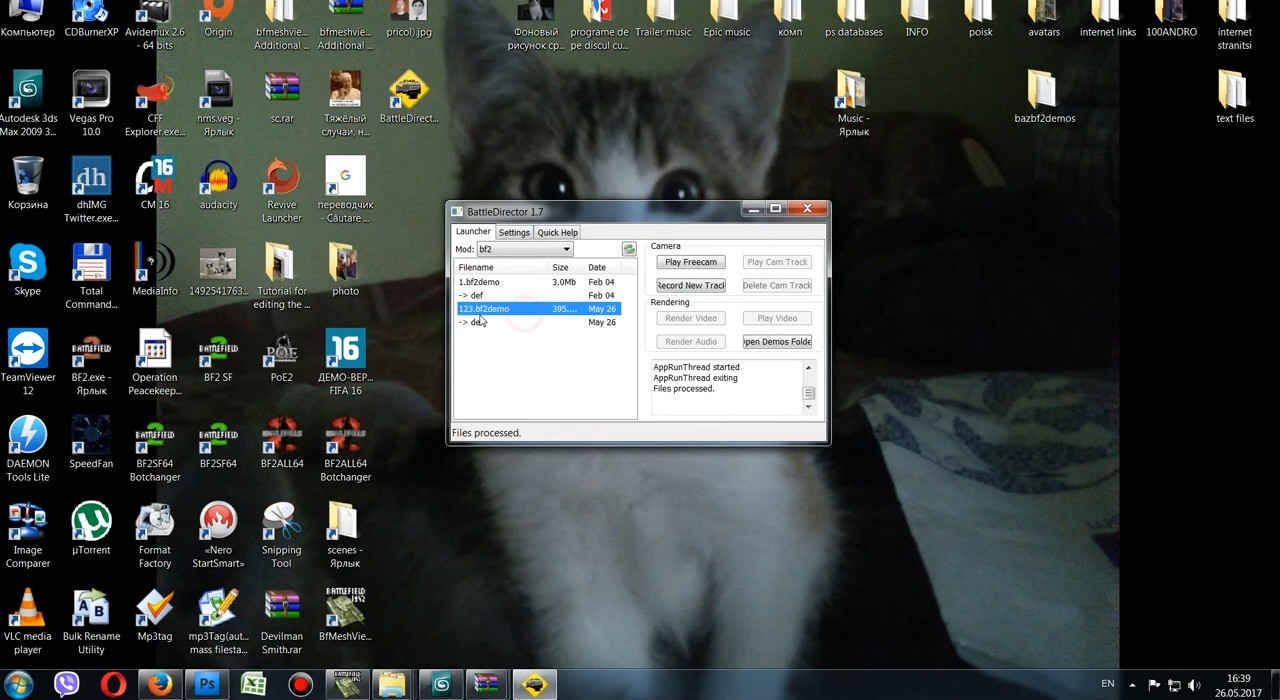 Компьютер
CDBurnerXP
Avidemux 2.6
- 64 bits
Origin
bfmeshvie...
Additional ...
bfmeshvie...
Additional ...
pricol).jpg
Фоновый
рисунок ср...
programe de
pe discul cu...
Trailer music
Epic music
комп
ps databases
INFO
poisk
avatars
internet links
100ANDRO
internet
stranitsi
Autodesk 3ds
Max 2009 3...
Vegas Pro
10.0
CFF
Explorer.exe...
nrns.veg -
Ярлык
sc.rar
Тяжёлый
случаи, н...
BattleDirect...
Music -
Ярлык
bazbf2demos
text files
Корзина
dhIMG
Twitter.exe...
CM 16
audacity
Revive
Launcher
переводчик
- Căutare ...
Skype
Total
Command...
MediaInfo
1492541763...
Tutorial for
editing the ...
photo
TeamViewer
12
BF2.exe -
Ярлык
Operation
Peacekeep...
BF2 SF
PoE2
ДЕМО-ВЕР...
FIFA 16
DAEMON
Tools Lite
SpeedFan
BF2SF64
Botchanger
BF2SF64
BF2ALL64
BF2ALL64
Botchanger
Image
Comparer
µTorrent
Format
Factory
«Nero
StartSmart»
Snipping
Tool
scenes -
Ярлык
VLC media
player
Bulk Rename
Utility
Mp3tag
mp3Tag(aut...
mass filesta...
Devilman
Smith.rar
BfMeshVie...
BattleDirector 1.7
Launcher
Settings
Quick Help
Mod:
bf2
Filename
Size
Date
1.bf2demo
3.0Mb
Feb 04
-> def
Feb 04
123.bf2demo
395....
May 26
-> de
May 26
Camera
Play Freecam
Play Cam Track
Record New Track
Delete Cam Track
Rendering
Render Video
Play Video
Render Audio
pen Demos Folde
AppRunThread started
AppRunThread exiting
Files processed.
Files processed.
EN
16:39
26.05.2017